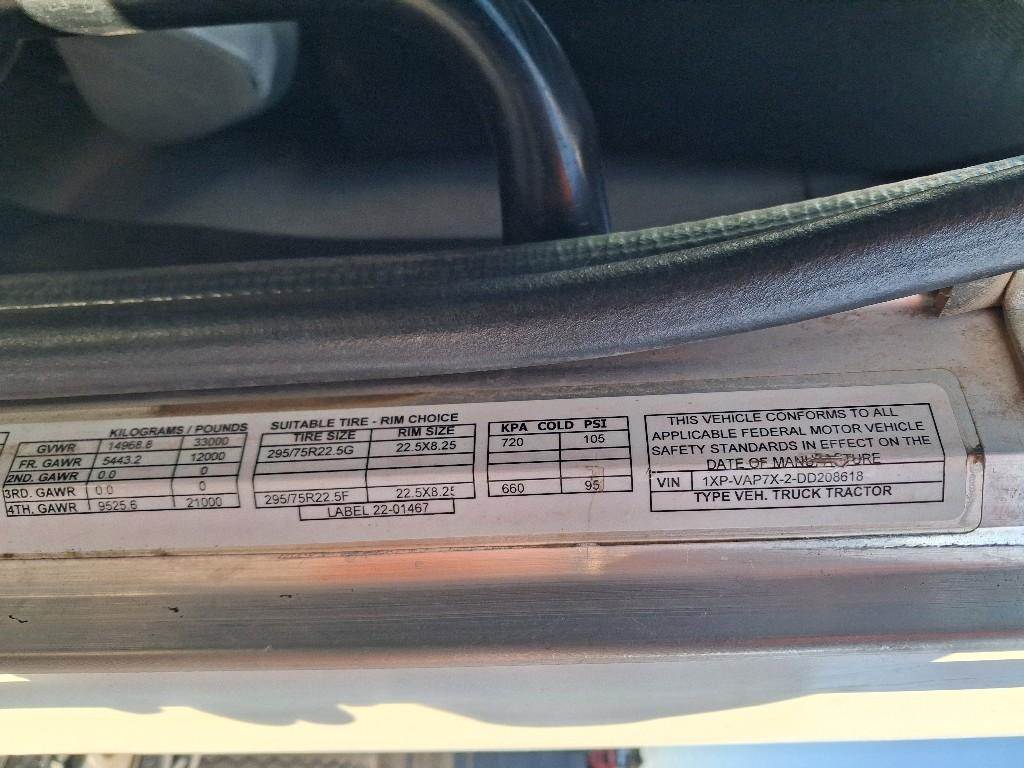 KILOGRAMS / POUNDS
GVWR 14968.8 33000
FR. GAWR 5443.2 12000
2ND. GAWR 0.0 0
3RD. GAWR 0.0 0
4TH. GAWR 9525.6 21000
SUITABLE TIRE - RIM CHOICE
TIRE SIZE RIM SIZE
295/75R22.5G 22.5X8.25
295/75R22.5F 22.5X8.25
LABEL 22-01467
KPA COLD PSI
720 105
660 95
THIS VEHICLE CONFORMS TO ALL
APPLICABLE FEDERAL MOTOR VEHICLE
SAFETY STANDARDS IN EFFECT ON THE
DATE OF MANUFACTURE
VIN 1XP-VAP7X-2-DD208618
TYPE VEH. TRUCK TRACTOR